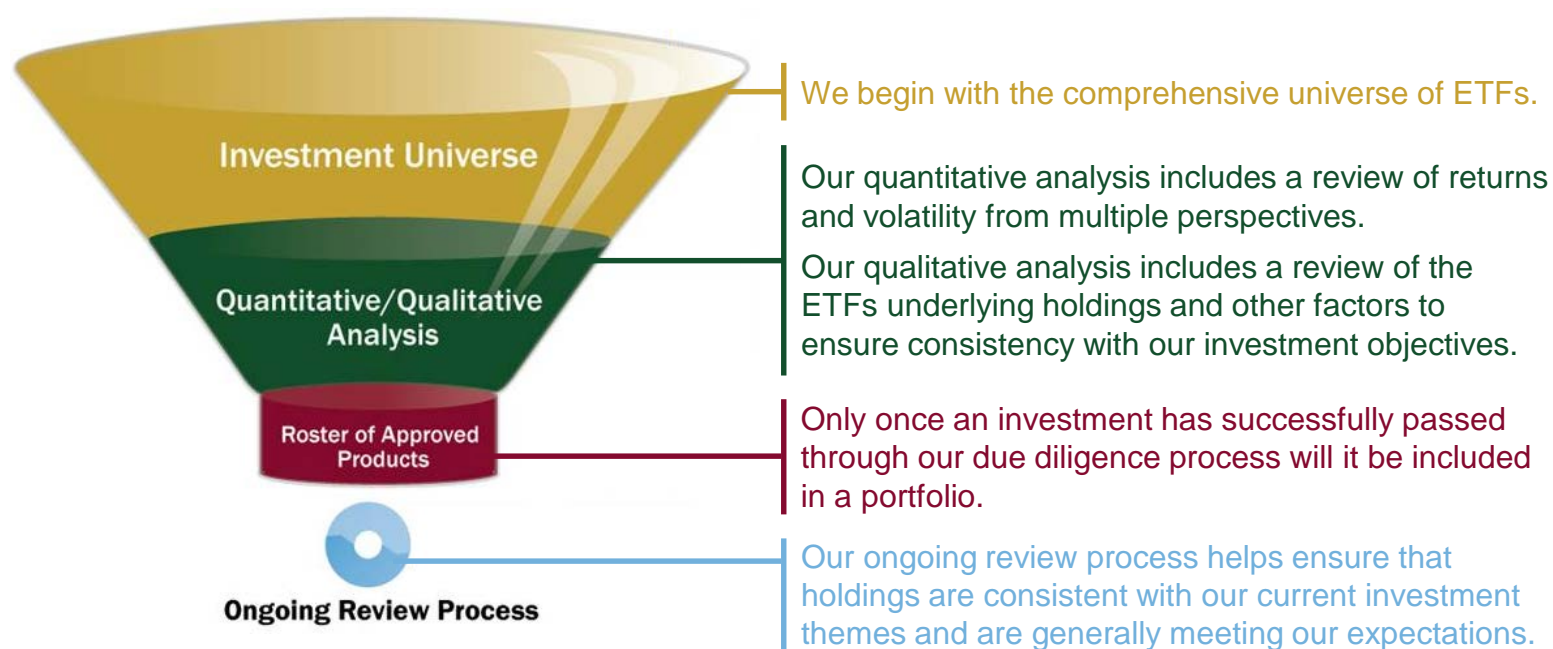 Investment Universe
We begin with the comprehensive universe of ETFs.
Quantitative/Qualitative
Analysis
Our quantitative analysis includes a review of returns
and volatility from multiple perspectives.
Our qualitative analysis includes a review of the
ETFs underlying holdings and other factors to
ensure consistency with our investment objectives.
Roster of Approved
Products
Only once an investment has successfully passed
through our due diligence process will it be included
in a portfolio.
Ongoing Review Process
Our ongoing review process helps ensure that
holdings are consistent with our current investment
themes and are generally meeting our expectations.